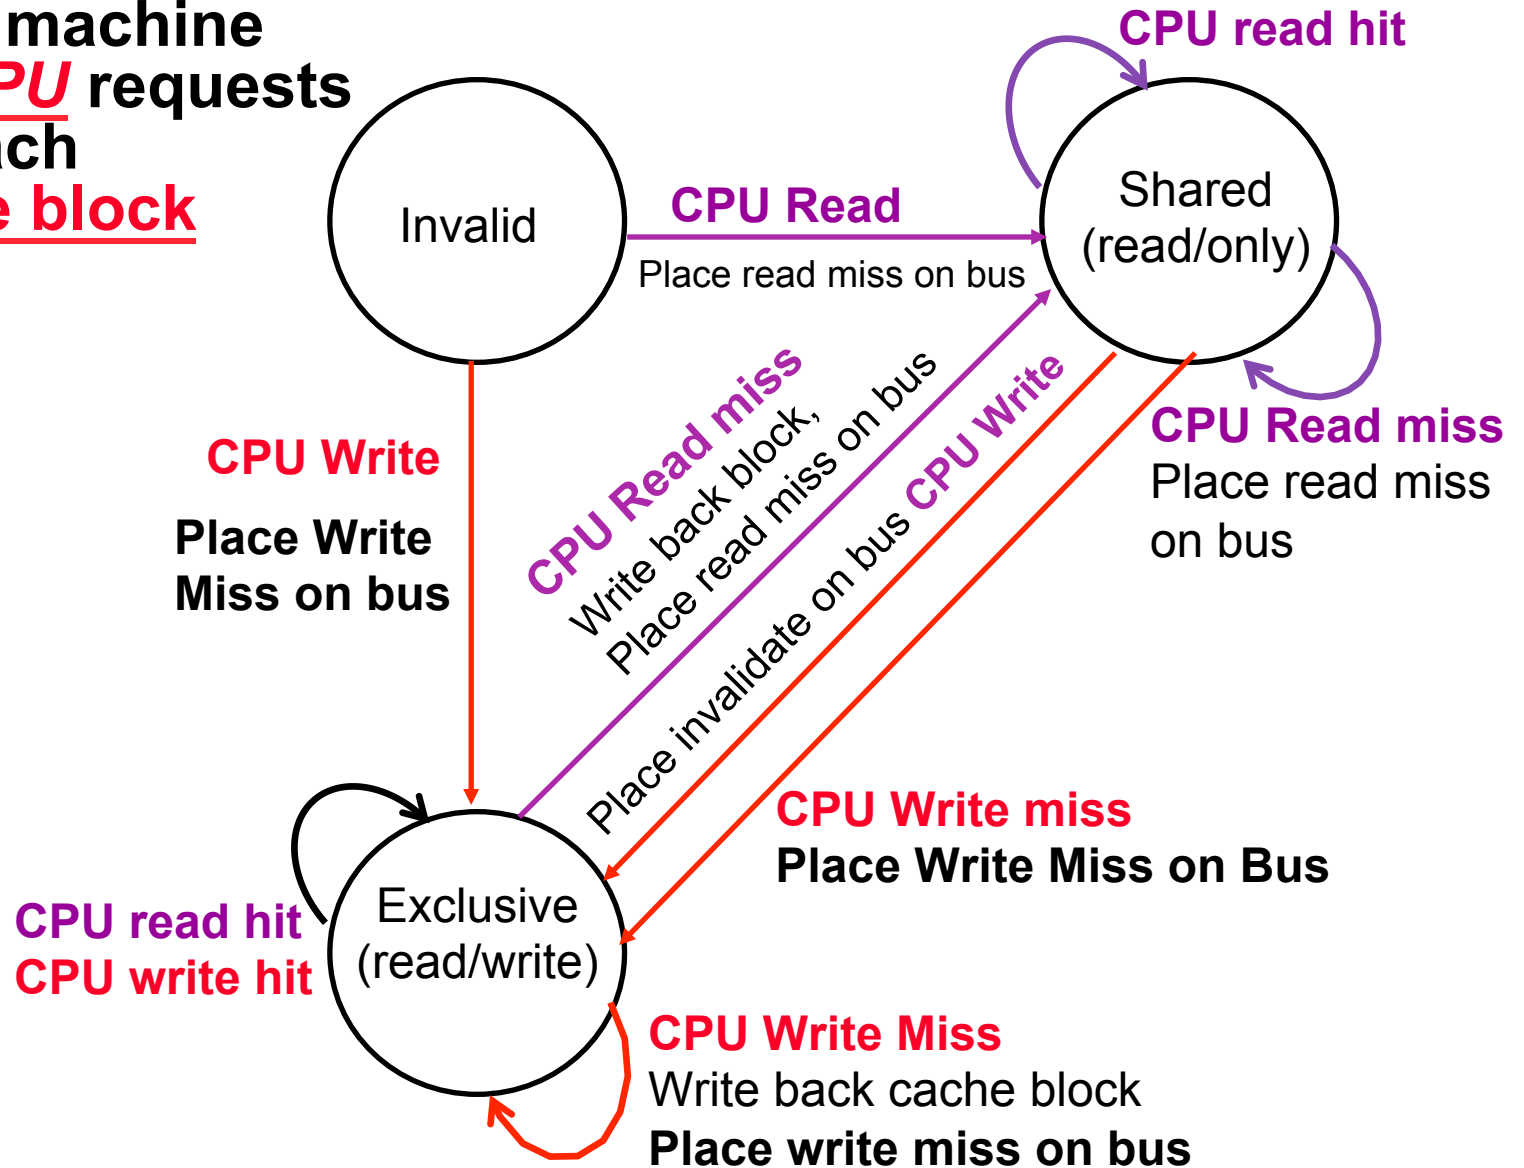 machine
PU requests
ach
e block
CPU read hit
Invalid
CPU Read
Place read miss on bus
Shared
(read/only)
CPU Read miss
Write back block,
Place read miss on bus
Place invalidate on bus CPU Write
CPU Read miss
Place read miss
on bus
CPU Write
Place Write
Miss on bus
CPU Write miss
Place Write Miss on Bus
CPU read hit
CPU write hit
Exclusive
(read/write)
CPU Write Miss
Write back cache block
Place write miss on bus